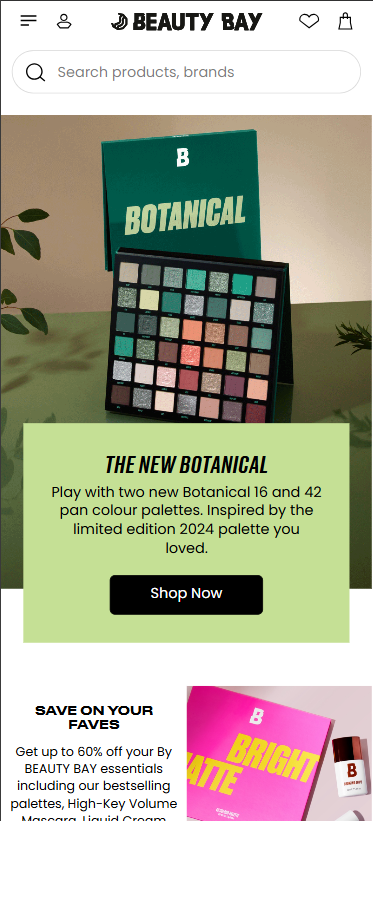 BEAUTY BAY
Search products, brands
B
BOTANICAL
THE NEW BOTANICAL
Play with two new Botanical 16 and 42
pan colour palettes. Inspired by the
limited edition 2024 palette you
loved.
Shop Now
SAVE ON YOUR
FAVES
Get up to 60% off your By
BEAUTY BAY essentials
including our bestselling
palettes, High-Key Volume
Mascara, Liquid Cream
B
BRIGHT
MATTE
B